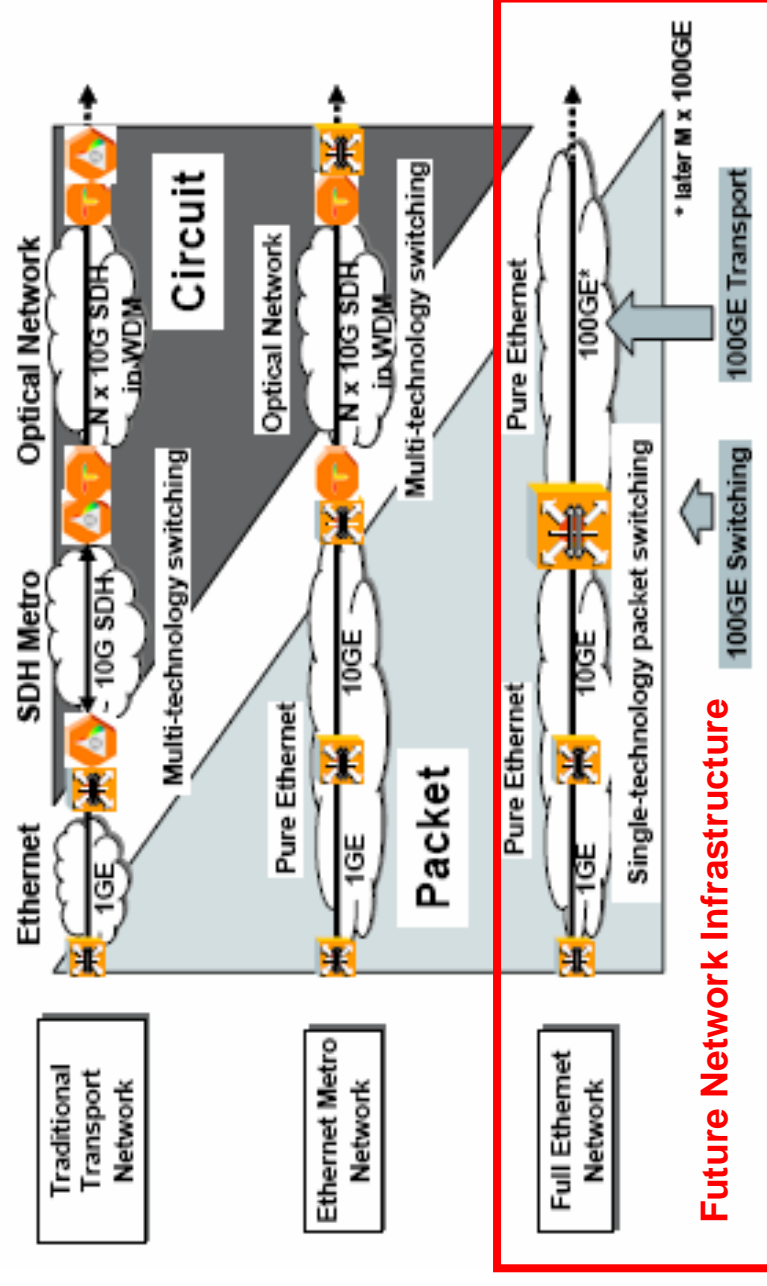 Traditional
Transport
Network
Ethernet
SDH Metro
Optical Network
1GE
~ 10G SDH
N x 10G SDH
in WDM
Multi-technology switching
Circuit
Ethernet Metro
Network
Pure Ethernet
Optical Network
1GE
10GE
N x 10G SDH
in WDM
Multi-technology switching
Packet
Full Ethernet
Network
Pure Ethernet
Pure Ethernet
1GE
10GE
100GE*
Single-technology packet switching
* later M x 100GE
100GE Switching
100GE Transport
Future Network Infrastructure